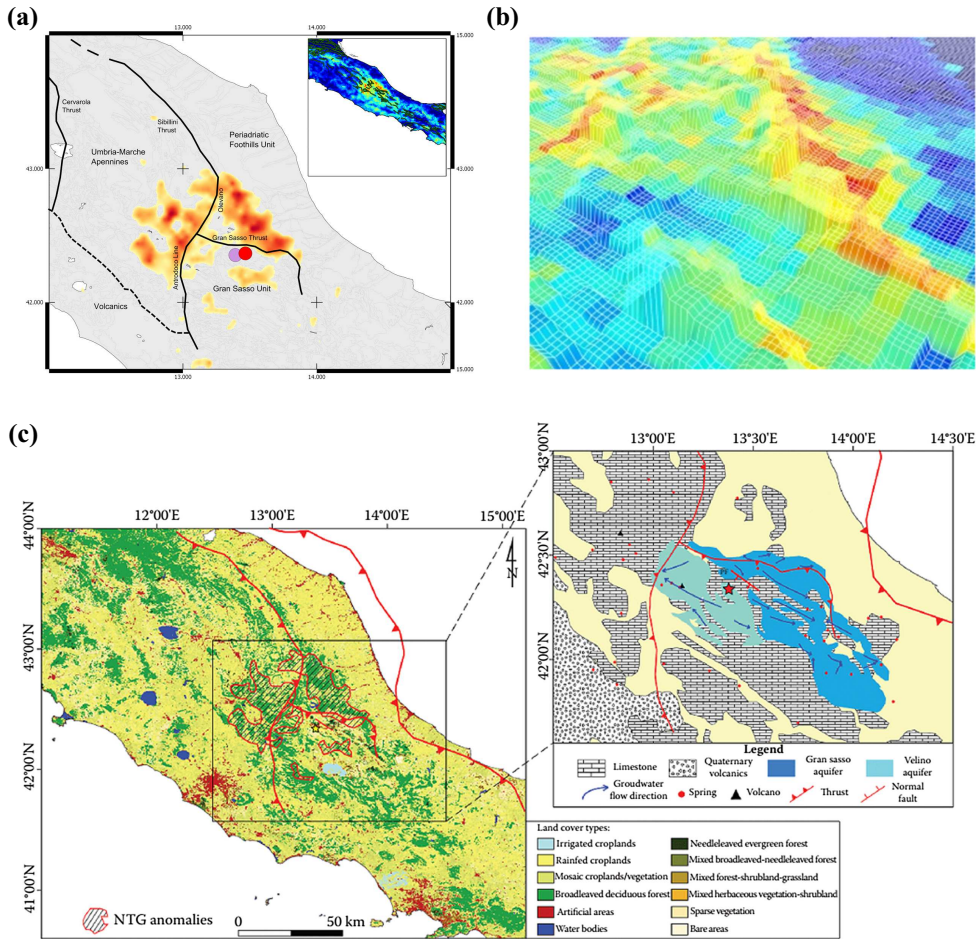 (a)
(b)
13.000
15.000
Cervarola
Thrust
Sibillini
Thrust
Periadriatic
Foothills Unit
Umbria-Marche
Apennines
43.000
43.000
Olevano
Gran Sasso Thrust
Antrodoco Line
Gran Sasso Unit
Volcanics
42.000
42.000
15.000
15.000
13.000
14.000
(c)
13°00'E
13°30'E
14°00'E
14°30'E
43°00'N
42°30'N
42°00'N
12°00'E
13°00'E
14°00'E
15°00'E
44°00'N
43°00'N
42°00'N
41°00'N
N
Legend
Limestone
Quaternary
volcanics
Gran sasso
aquifer
Velino
aquifer
Groudwater
flow direction
Spring
Volcano
Thrust
Normal
fault
Land cover types:
Irrigated croplands
Needleleaved evergreen forest
Rainfed croplands
Mixed broadleaved-needleleaved forest
Mosaic croplands/vegetation
Mixed forest-shrubland-grassland
Broadleaved deciduous forest
Mixed herbaceous vegetation-shrubland
Artificial areas
Sparse vegetation
Water bodies
Bare areas
NTG anomalies
0 50 km